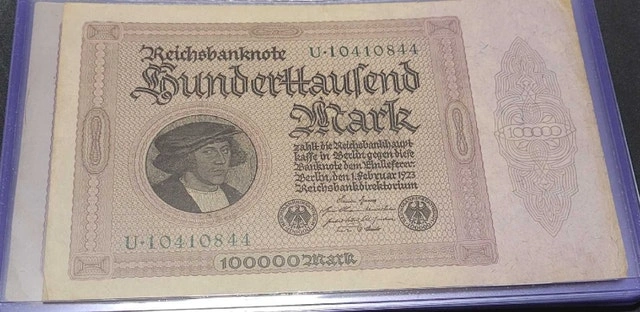 Reichsbanknote U·10410844
Hunderttausend
Mark
100000
zahlt die Reichsbankhaupt-
kasse in Berlin gegen diese
Banknote dem Einlieferer.
Berlin, den 1. Februar 1923
Reichsbankdirektorium
U·10410844
100000 Mark